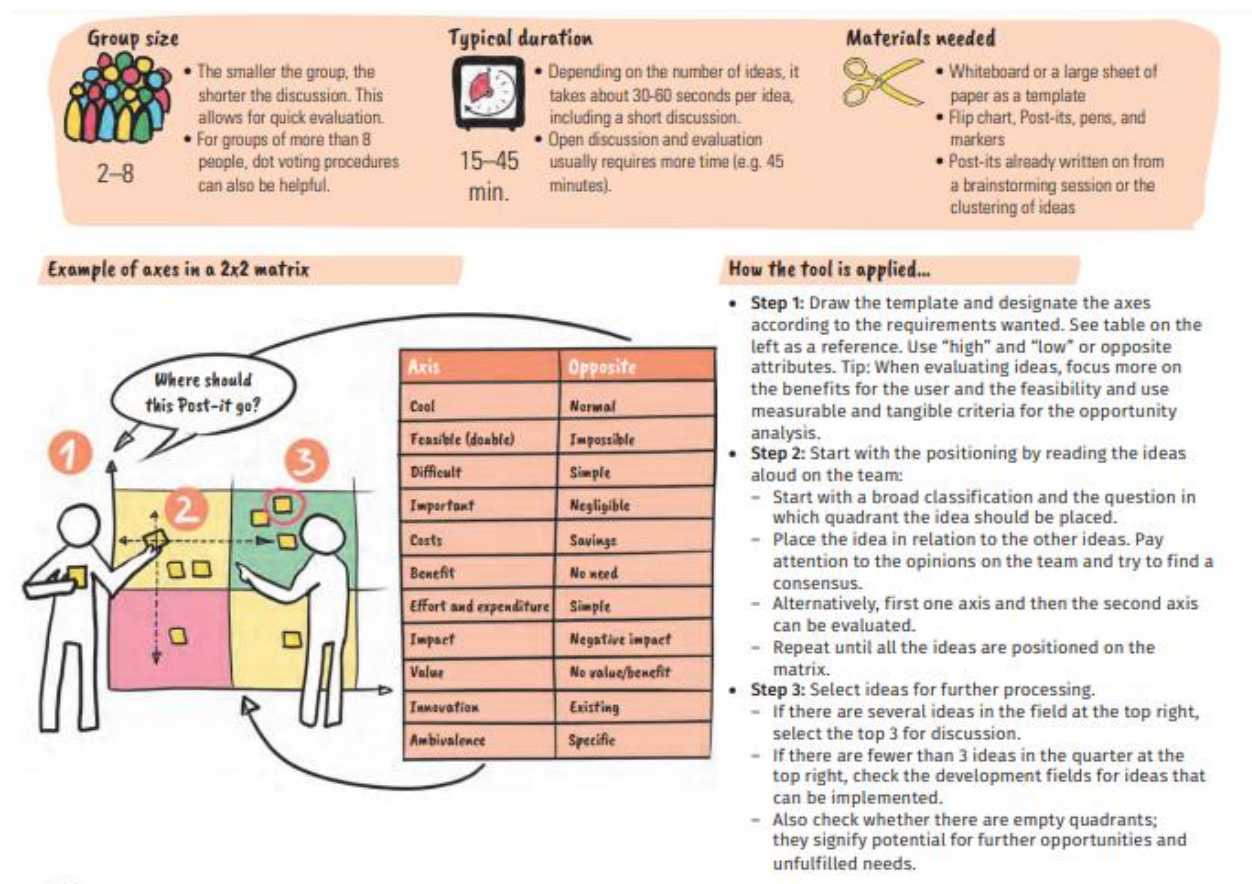 Group size
2–8
• The smaller the group, the
shorter the discussion. This
allows for quick evaluation.
• For groups of more than 8
people, dot voting procedures
can also be helpful.
Typical duration
15–45
min.
• Depending on the number of ideas, it
takes about 30-60 seconds per idea,
including a short discussion.
• Open discussion and evaluation
usually requires more time (e.g. 45
minutes).
Materials needed
• Whiteboard or a large sheet of
paper as a template
• Flip chart, Post-its, pens, and
markers
• Post-its already written on from
a brainstorming session or the
clustering of ideas
Example of axes in a 2x2 matrix
Where should
this Post-it go?
1
2
3
Axis Opposite
Cool Normal
Feasible (doable) Impossible
Difficult Simple
Important Negligible
Costs Savings
Benefit No need
Effort and expenditure Simple
Impact Negative impact
Value No value/benefit
Innovation Existing
Ambivalence Specific
How the tool is applied...
• Step 1: Draw the template and designate the axes
according to the requirements wanted. See table on the
left as a reference. Use “high” and “low” or opposite
attributes. Tip: When evaluating ideas, focus more on
the benefits for the user and the feasibility and use
measurable and tangible criteria for the opportunity
analysis.
• Step 2: Start with the positioning by reading the ideas
aloud on the team:
– Start with a broad classification and the question in
which quadrant the idea should be placed.
– Place the idea in relation to the other ideas. Pay
attention to the opinions on the team and try to find a
consensus.
– Alternatively, first one axis and then the second axis
can be evaluated.
– Repeat until all the ideas are positioned on the
matrix.
• Step 3: Select ideas for further processing.
– If there are several ideas in the field at the top right,
select the top 3 for discussion.
– If there are fewer than 3 ideas in the quarter at the
top right, check the development fields for ideas that
can be implemented.
– Also check whether there are empty quadrants;
they signify potential for further opportunities and
unfulfilled needs.